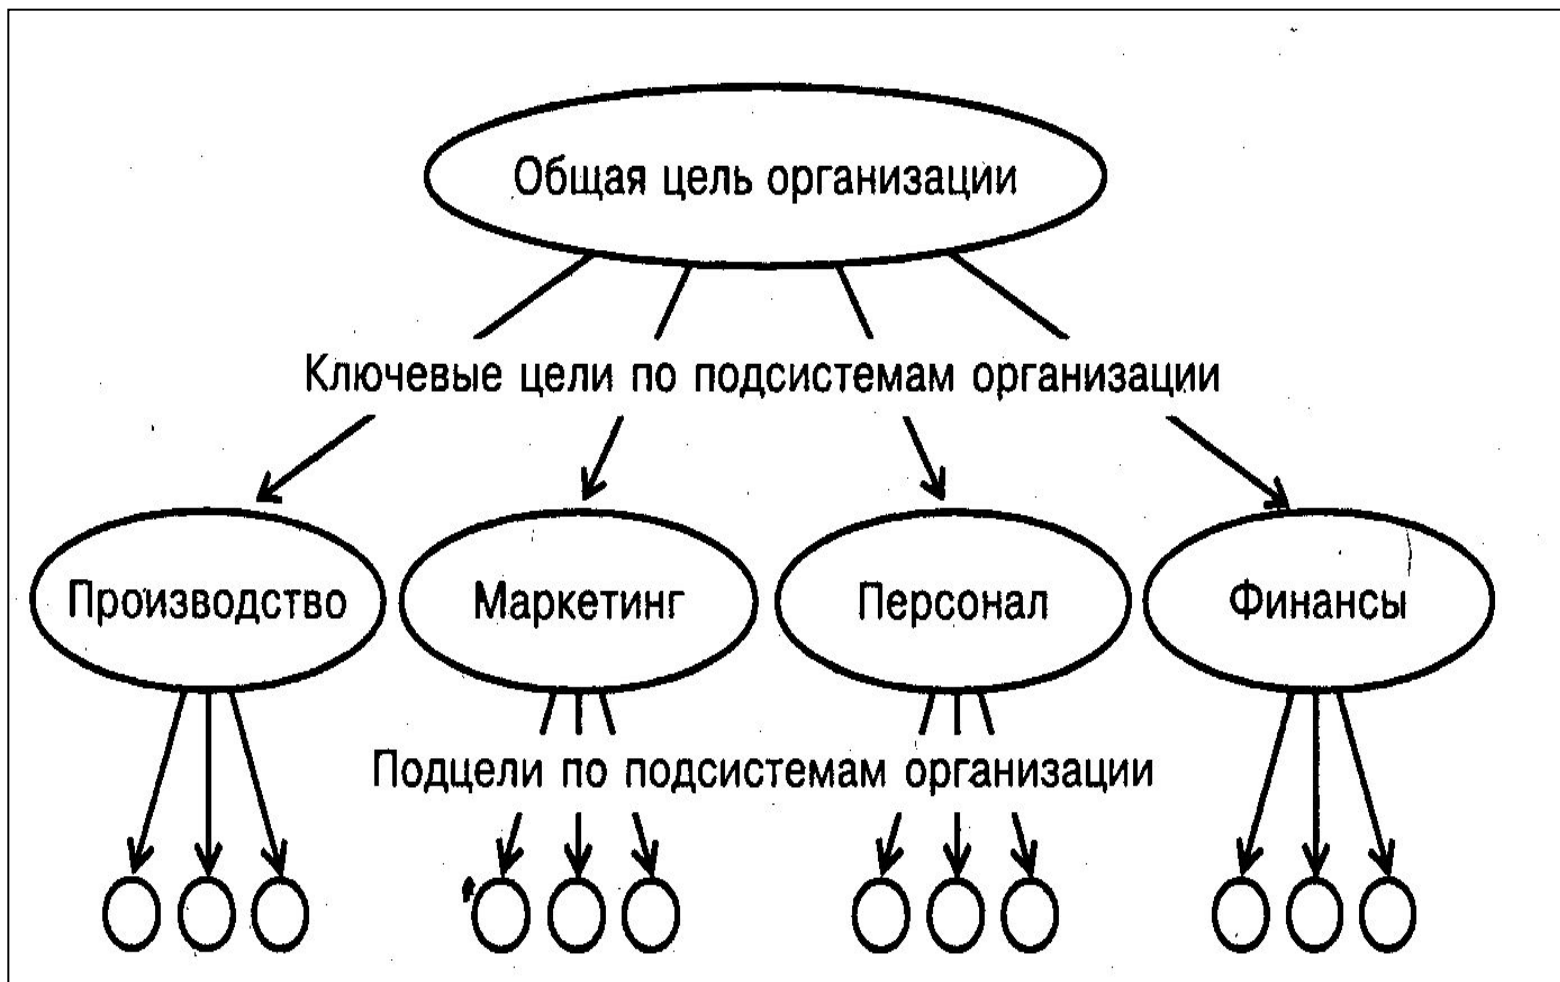 Общая цель организации
Ключевые цели по подсистемам организации
Производство
Маркетинг
Персонал
Финансы
Подцели по подсистемам организации